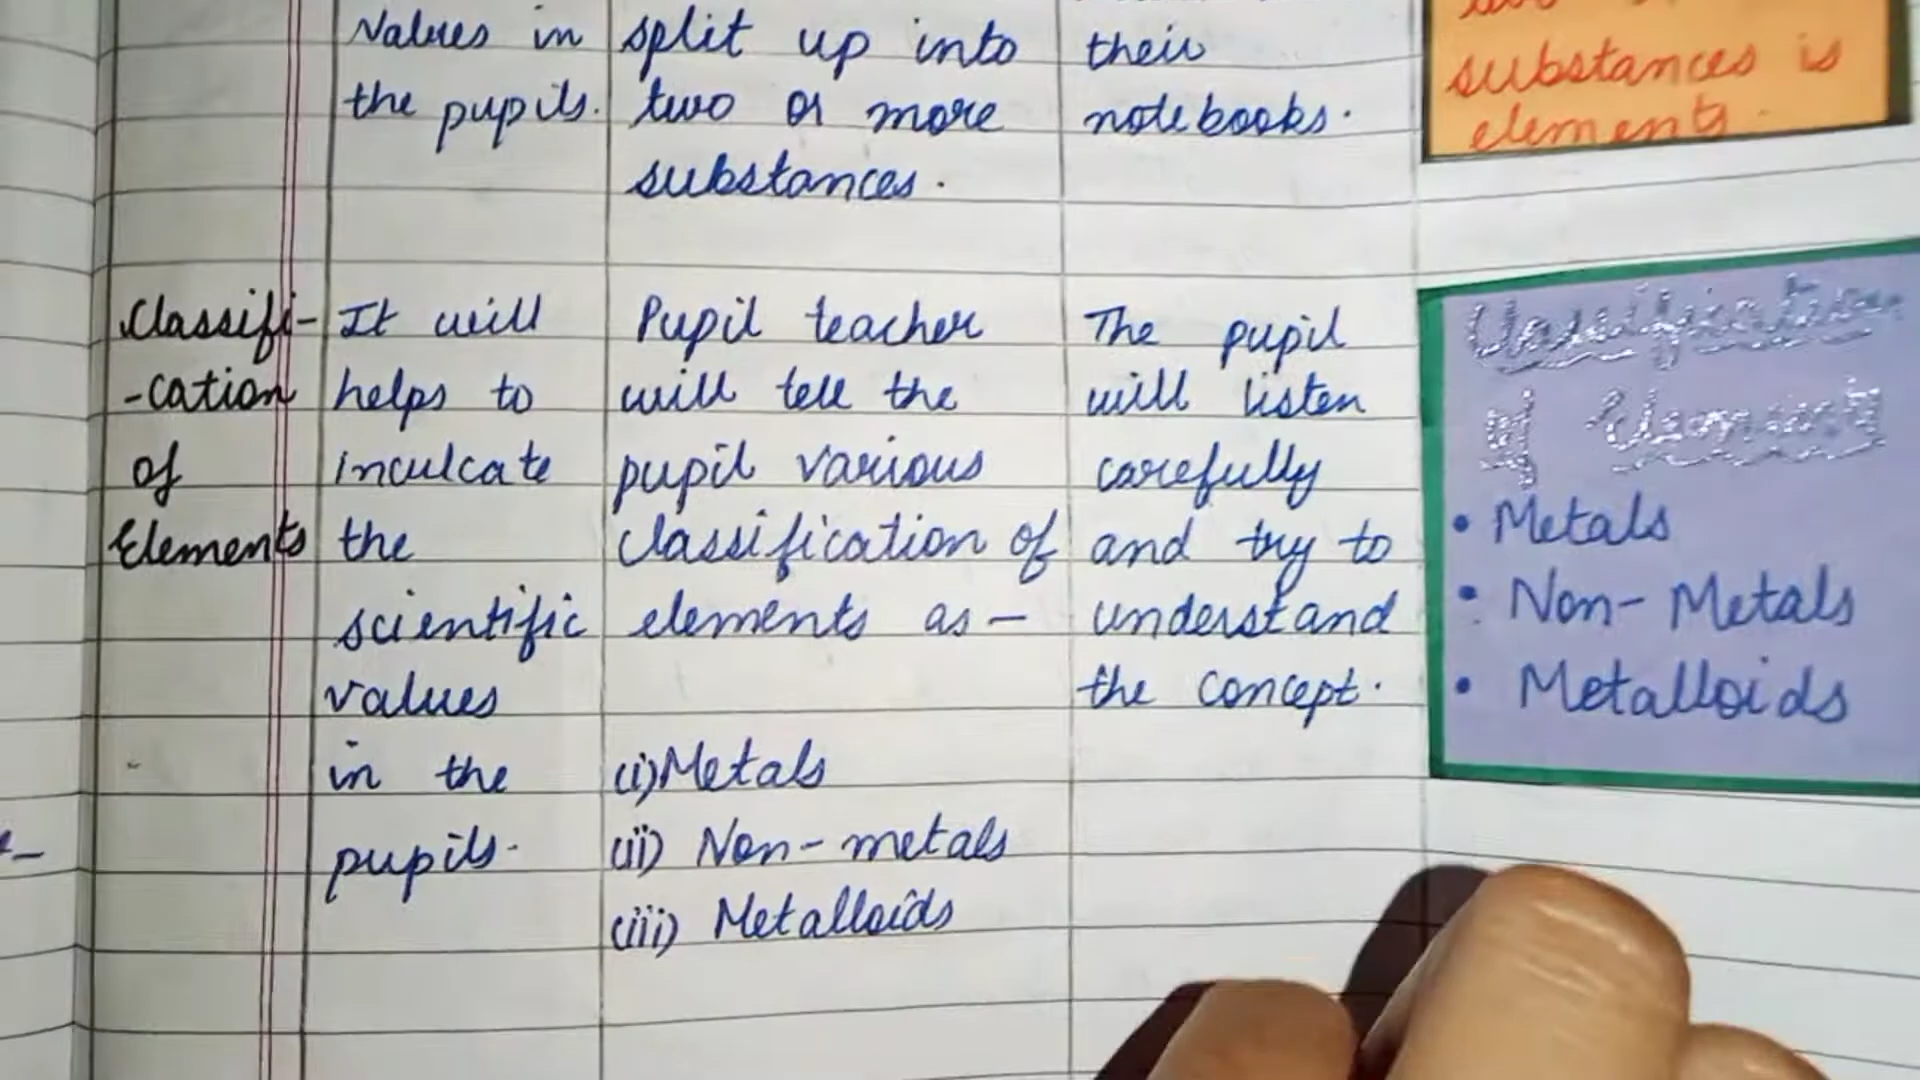 Values in
the pupils.
split up into
two or more
substances.
their
notebooks.
substances is
elements.
Classifi-
-cation
of
Elements
It will
helps to
inculcate
the
scientific
values
in the
pupils.
Pupil teacher
will tell the
pupil various
classification of
elements as-
(i) Metals
(ii) Non-metals
(iii) Metalloids
The pupil
will listen
carefully
and try to
understand
the concept.
Classification
of Elements
• Metals
• Non-Metals
• Metalloids